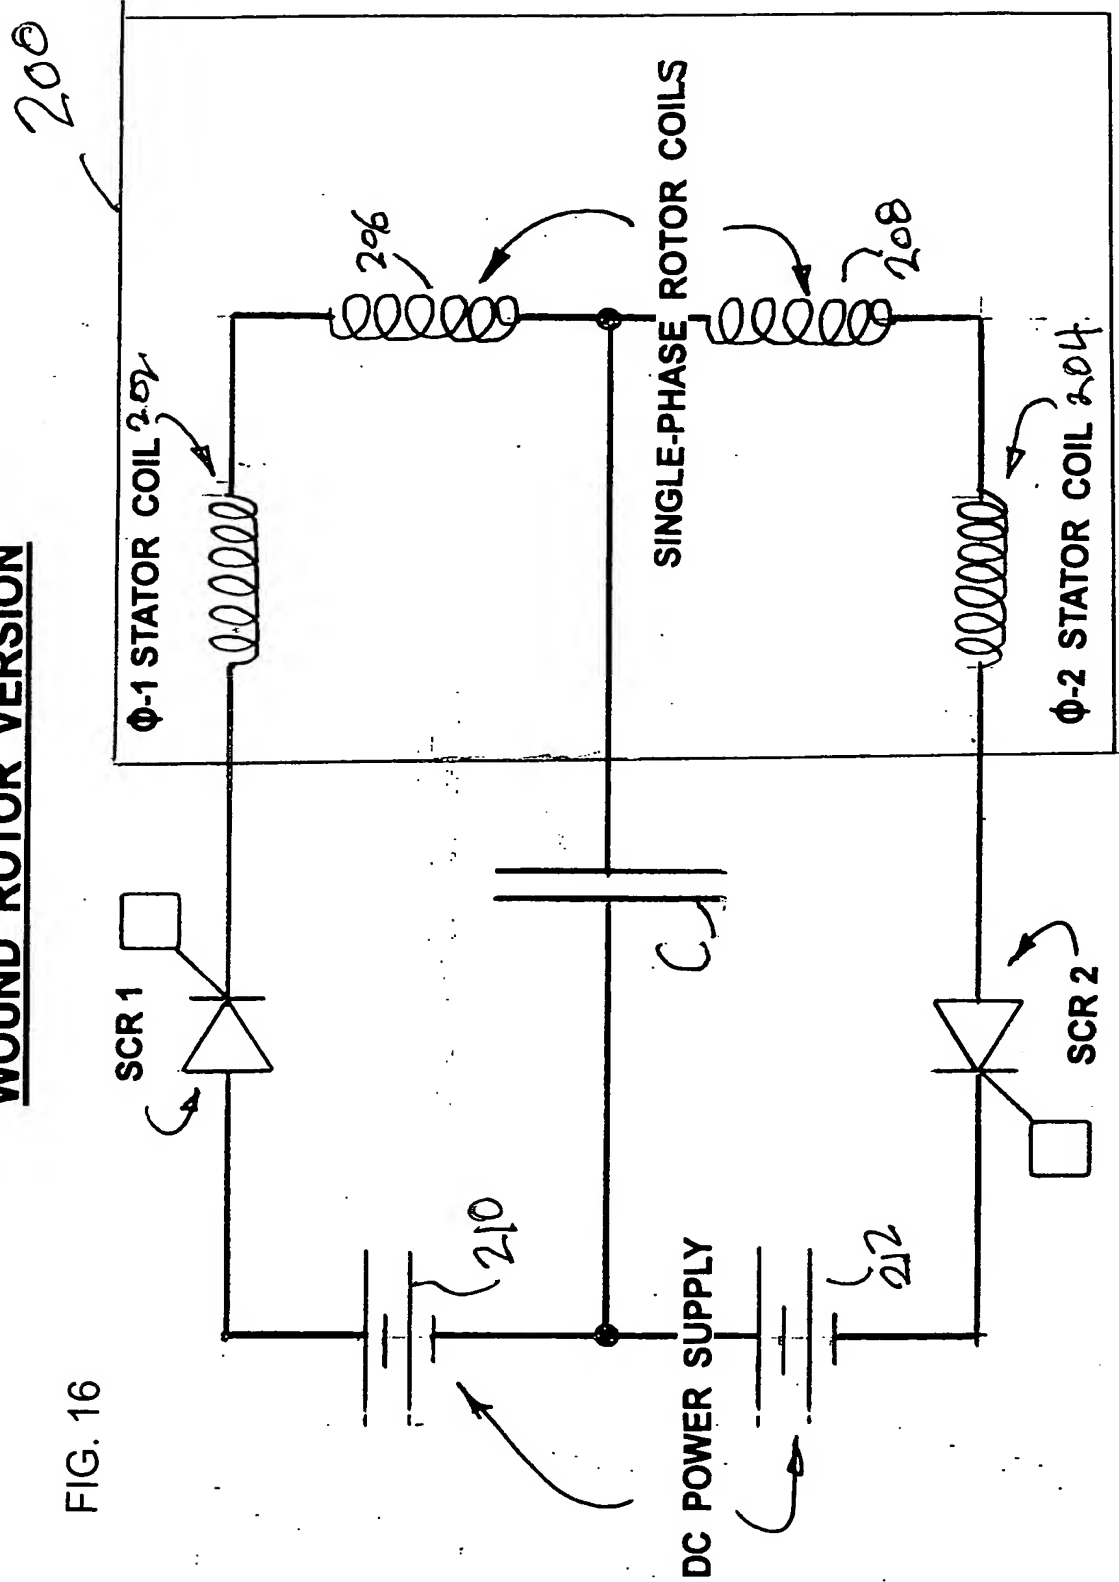 WOUND ROTOR VERSION
FIG. 16
200
SCR 1
Φ-1 STATOR COIL 202
206
210
C
DC POWER SUPPLY
SINGLE-PHASE ROTOR COILS
212
208
SCR 2
Φ-2 STATOR COIL 204